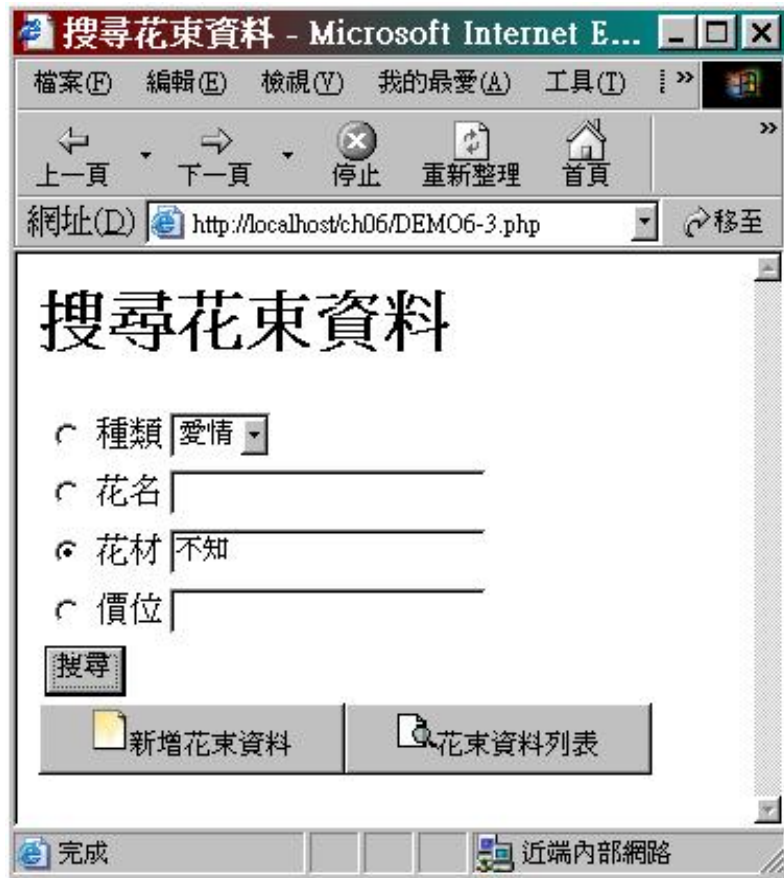 搜尋花束資料 - Microsoft Internet E...
檔案(F) 編輯(E) 檢視(V) 我的最愛(A) 工具(T) »
上一頁 下一頁 停止 重新整理 首頁 »
網址(D) http://localhost/ch06/DEMO6-3.php 移至
搜尋花束資料
種類 愛情
花名
花材 不知
價位
搜尋
新增花束資料 花束資料列表
完成 近端內部網路